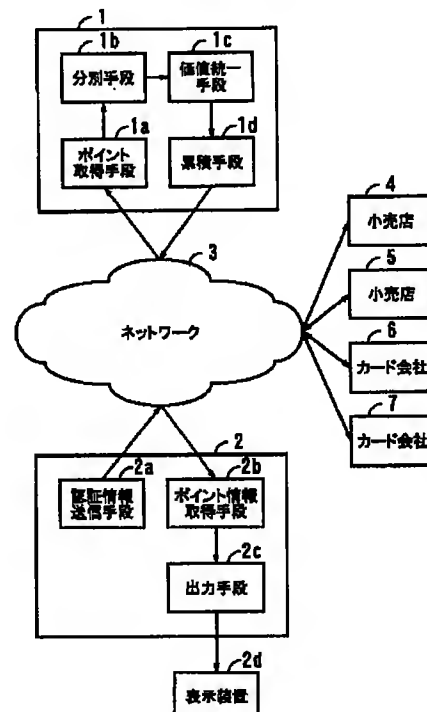 1
1b
1c
分別手段
価値統一
手段
1a
1d
ポイント
取得手段
累積手段
3
ネットワーク
4
小売店
5
小売店
6
カード会社
7
カード会社
2
2a
2b
認証情報
送信手段
ポイント情報
取得手段
2c
出力手段
2d
表示装置